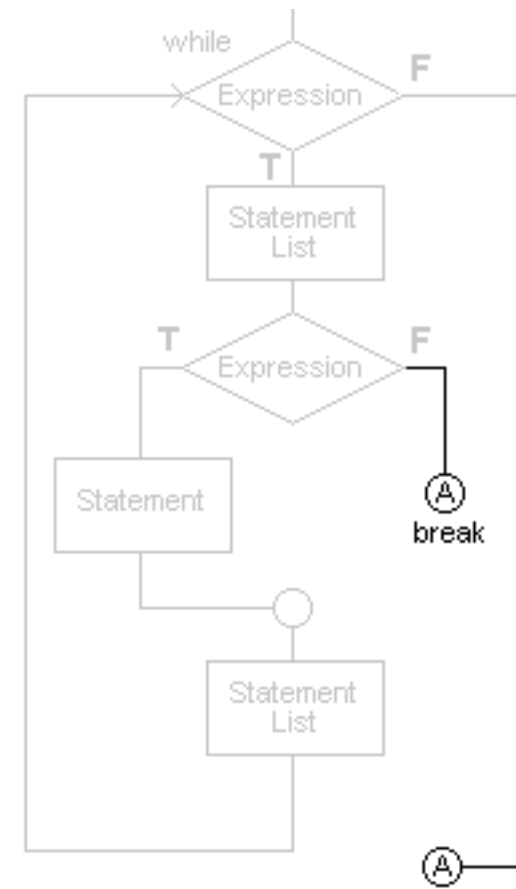 while
Expression
F
T
Statement
List
T
Expression
F
Statement
A
break
Statement
List
A